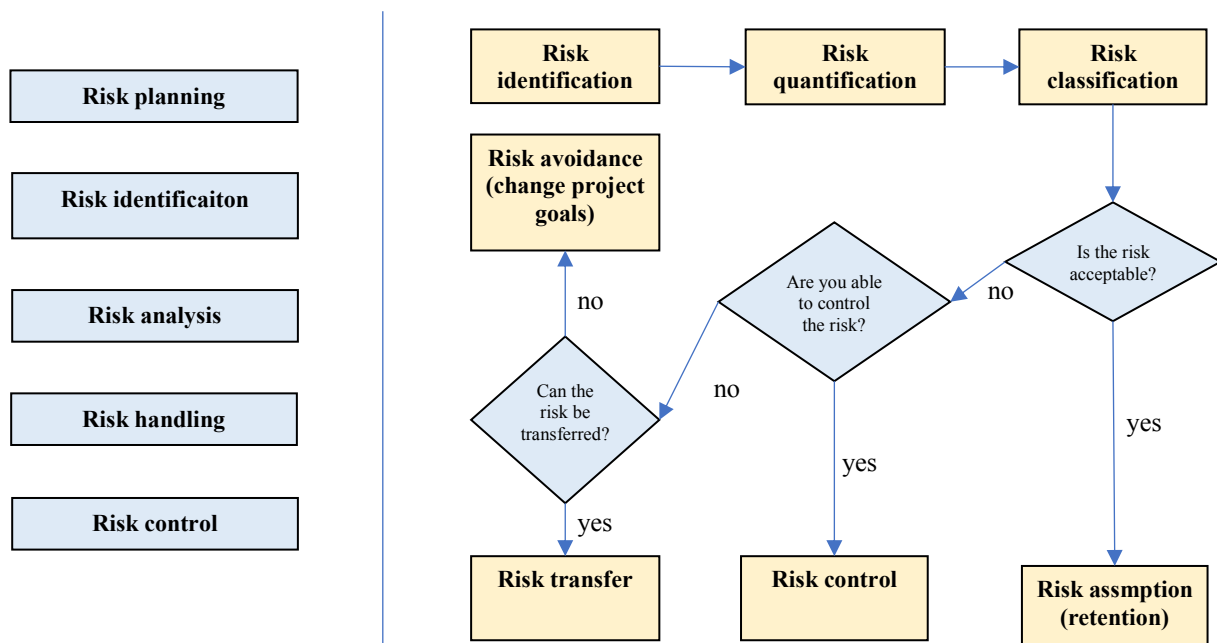 Risk planning
Risk identificaiton
Risk analysis
Risk handling
Risk control
Risk
identification
Risk
quantification
Risk
classification
Risk avoidance
(change project
goals)
Is the risk
acceptable?
no
Are you able
to control
the risk?
no
no
Can the
risk be
transferred?
yes
yes
yes
Risk transfer
Risk control
Risk assmption
(retention)